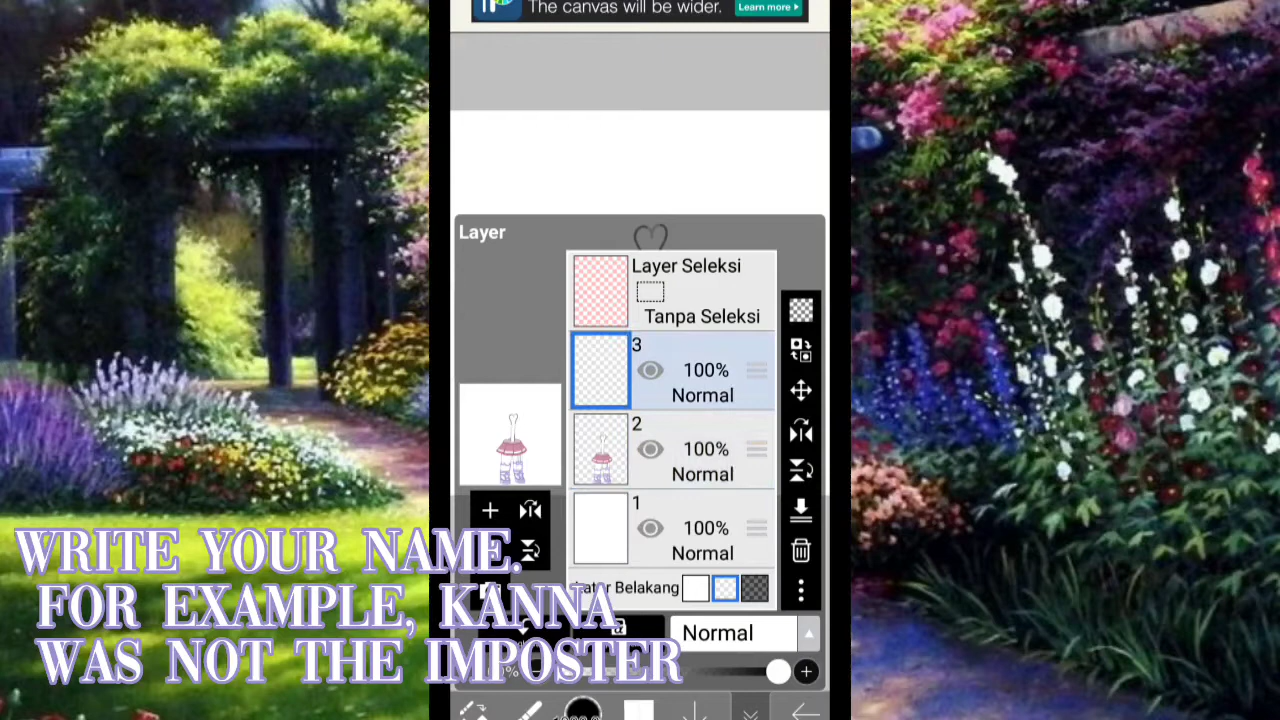 The canvas will be wider.
Learn more
Layer
Layer Seleksi
Tanpa Seleksi
3
100%
Normal
2
100%
Normal
1
100%
Normal
Belakang
Normal
WRITE YOUR NAME.
FOR EXAMPLE, KANNA
WAS NOT THE IMPOSTER